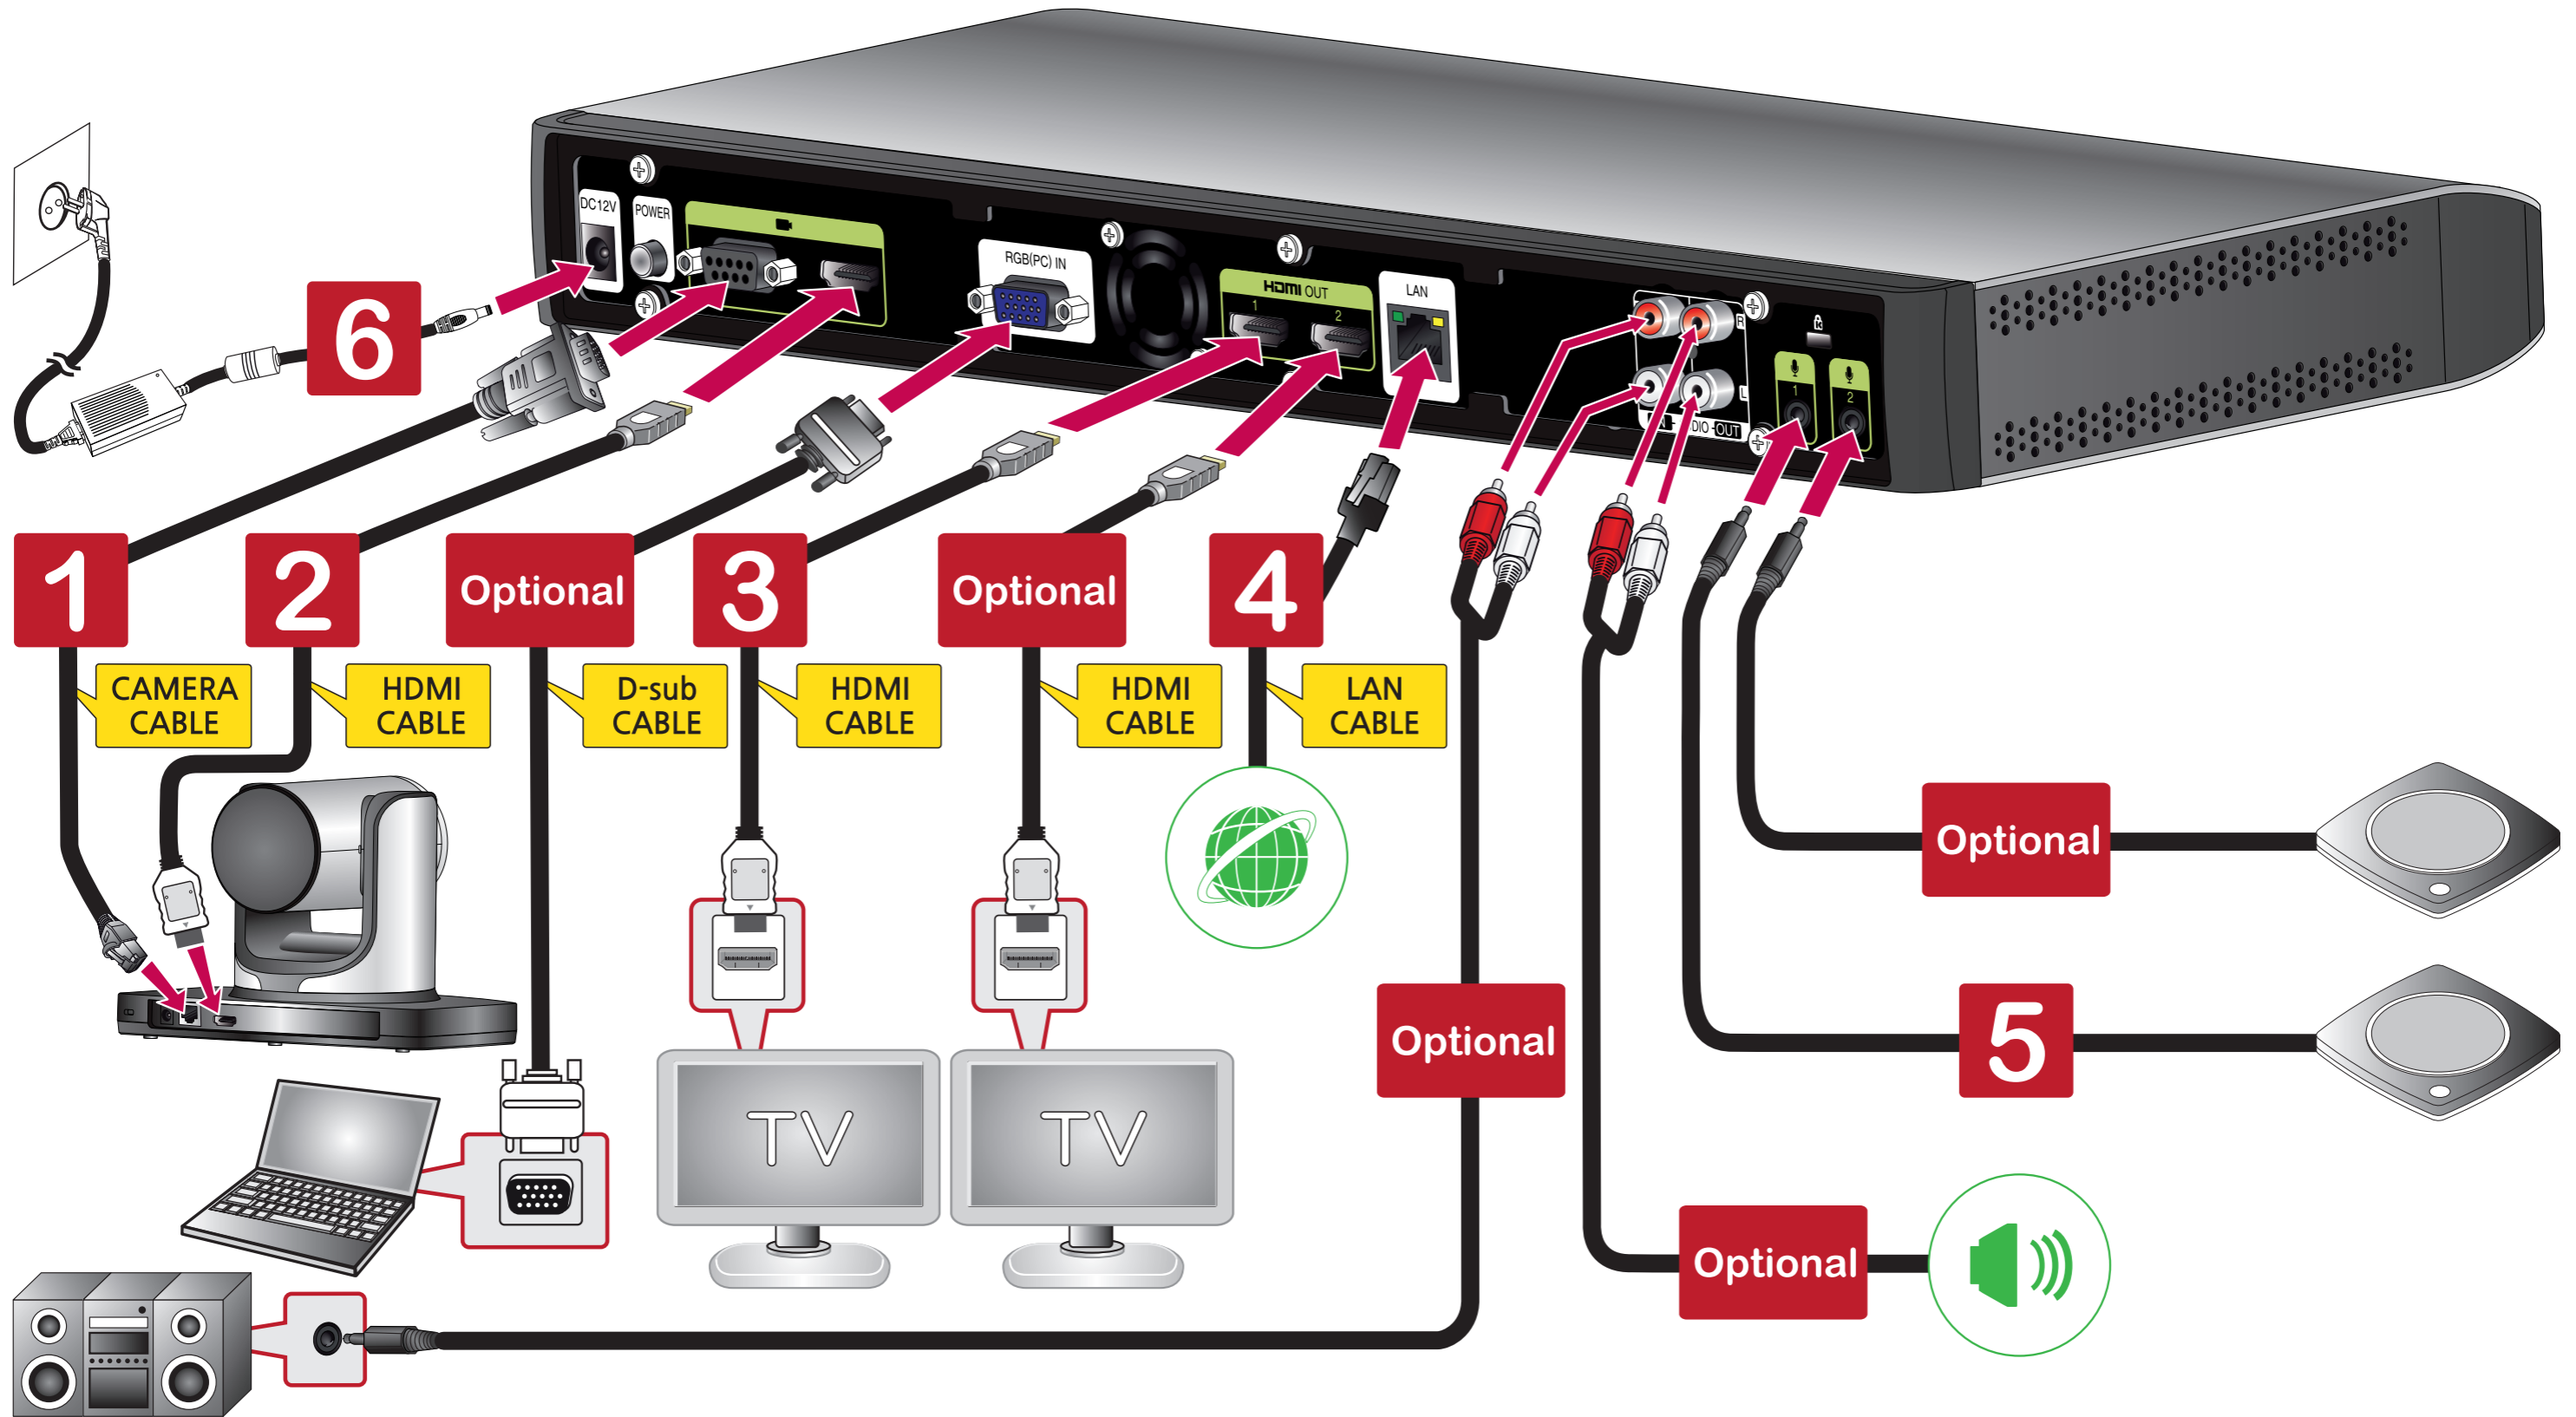 DC12V
POWER
RGB(PC) IN
HDMI OUT
1
2
LAN
R
L
OUT
1
2
6
1
2
Optional
3
Optional
4
CAMERA
CABLE
HDMI
CABLE
D-sub
CABLE
HDMI
CABLE
HDMI
CABLE
LAN
CABLE
Optional
Optional
5
TV
TV
Optional